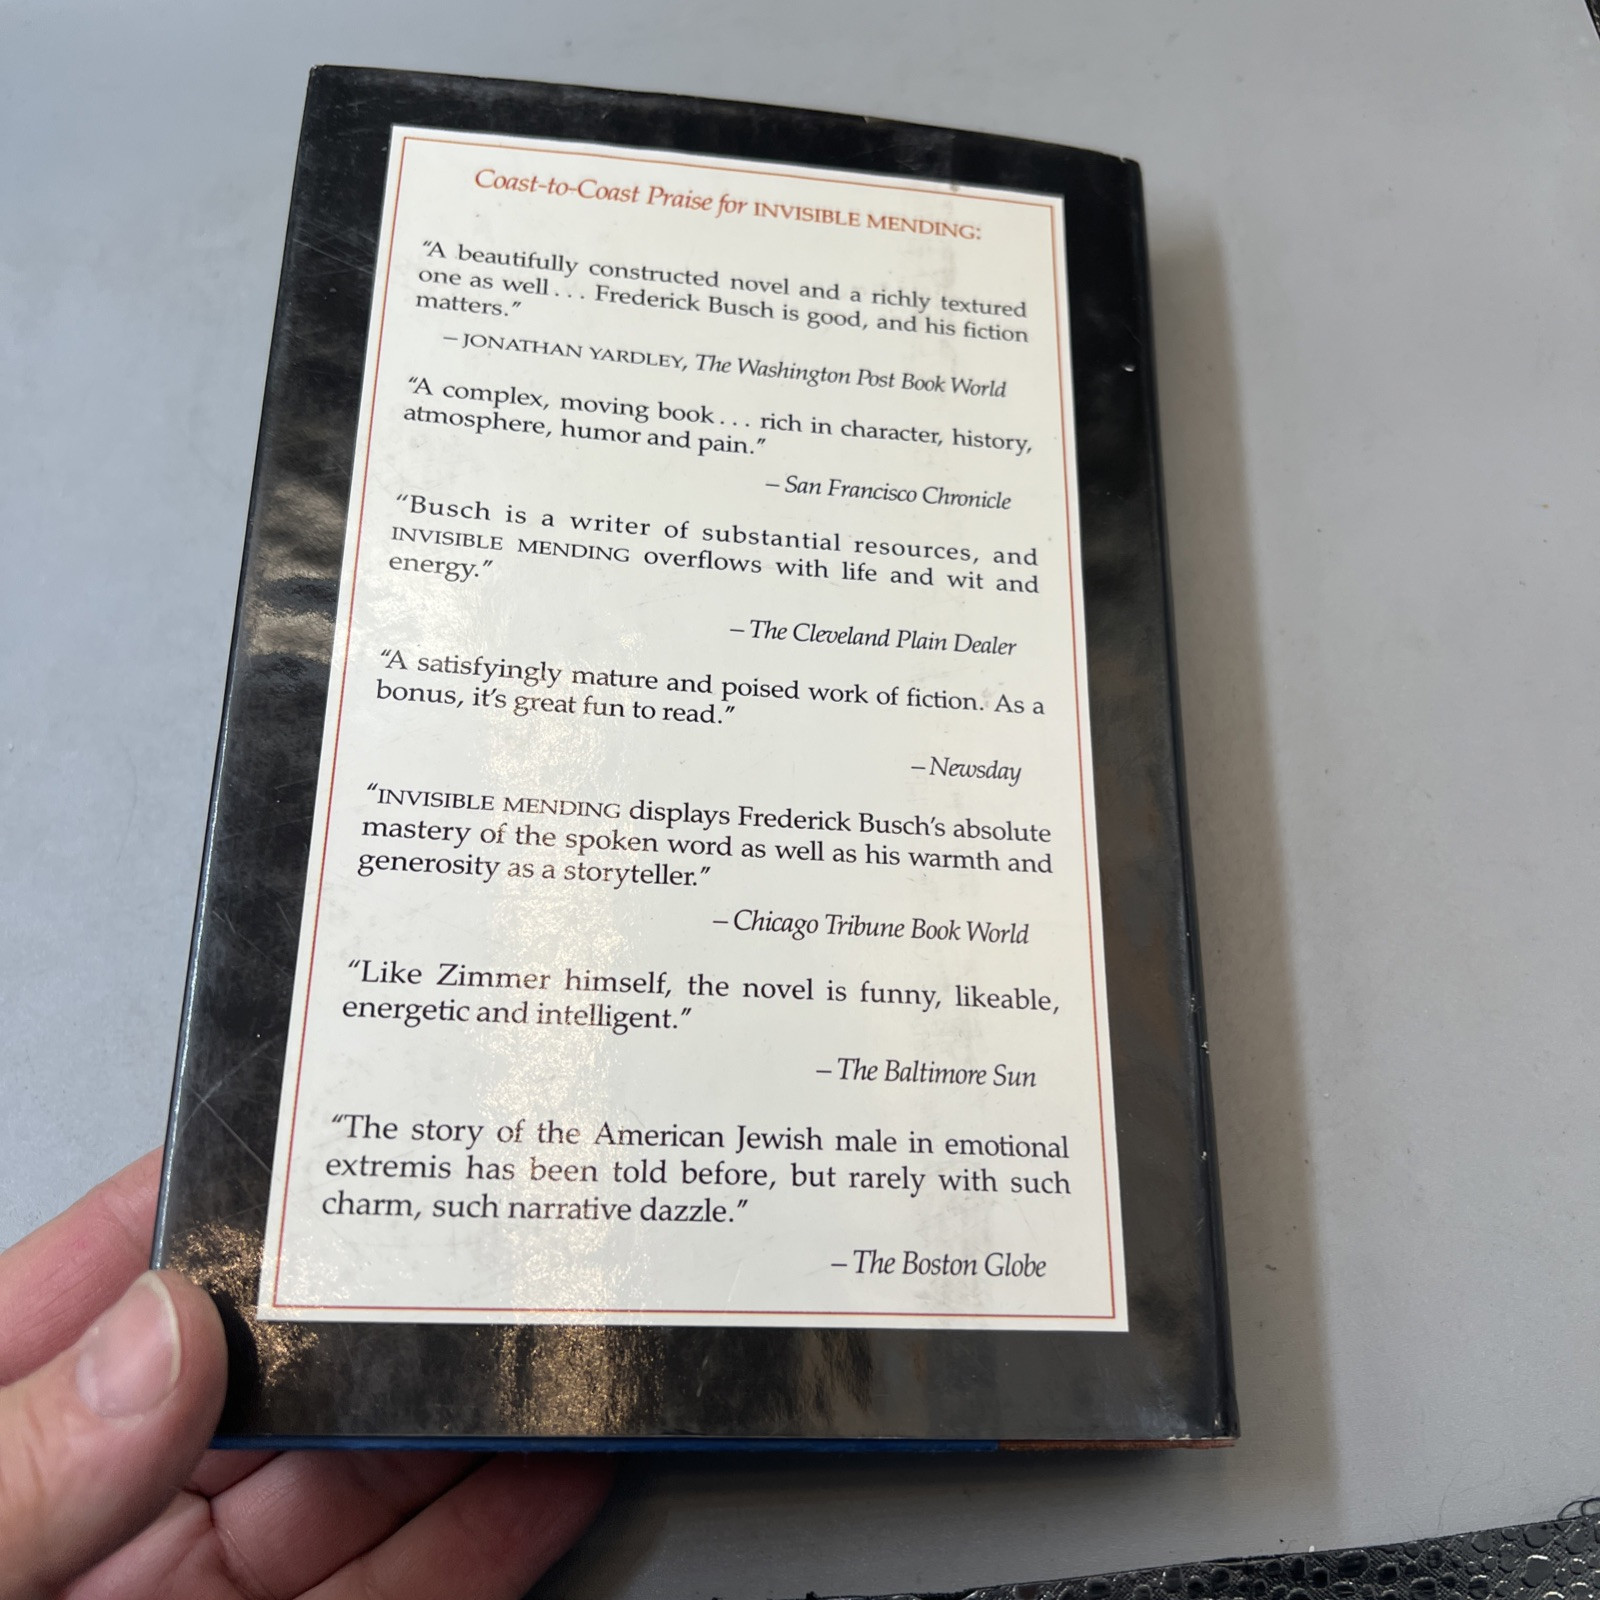 Coast-to-Coast Praise for INVISIBLE MENDING:
“A beautifully constructed novel and a richly textured
one as well . . . Frederick Busch is good, and his fiction
matters.”
– JONATHAN YARDLEY, The Washington Post Book World
“A complex, moving book . . . rich in character, history,
atmosphere, humor and pain.”
– San Francisco Chronicle
“Busch is a writer of substantial resources, and
INVISIBLE MENDING overflows with life and wit and
energy.”
– The Cleveland Plain Dealer
“A satisfyingly mature and poised work of fiction. As a
bonus, it’s great fun to read.”
– Newsday
“INVISIBLE MENDING displays Frederick Busch’s absolute
mastery of the spoken word as well as his warmth and
generosity as a storyteller.”
– Chicago Tribune Book World
“Like Zimmer himself, the novel is funny, likeable,
energetic and intelligent.”
– The Baltimore Sun
“The story of the American Jewish male in emotional
extremis has been told before, but rarely with such
charm, such narrative dazzle.”
– The Boston Globe